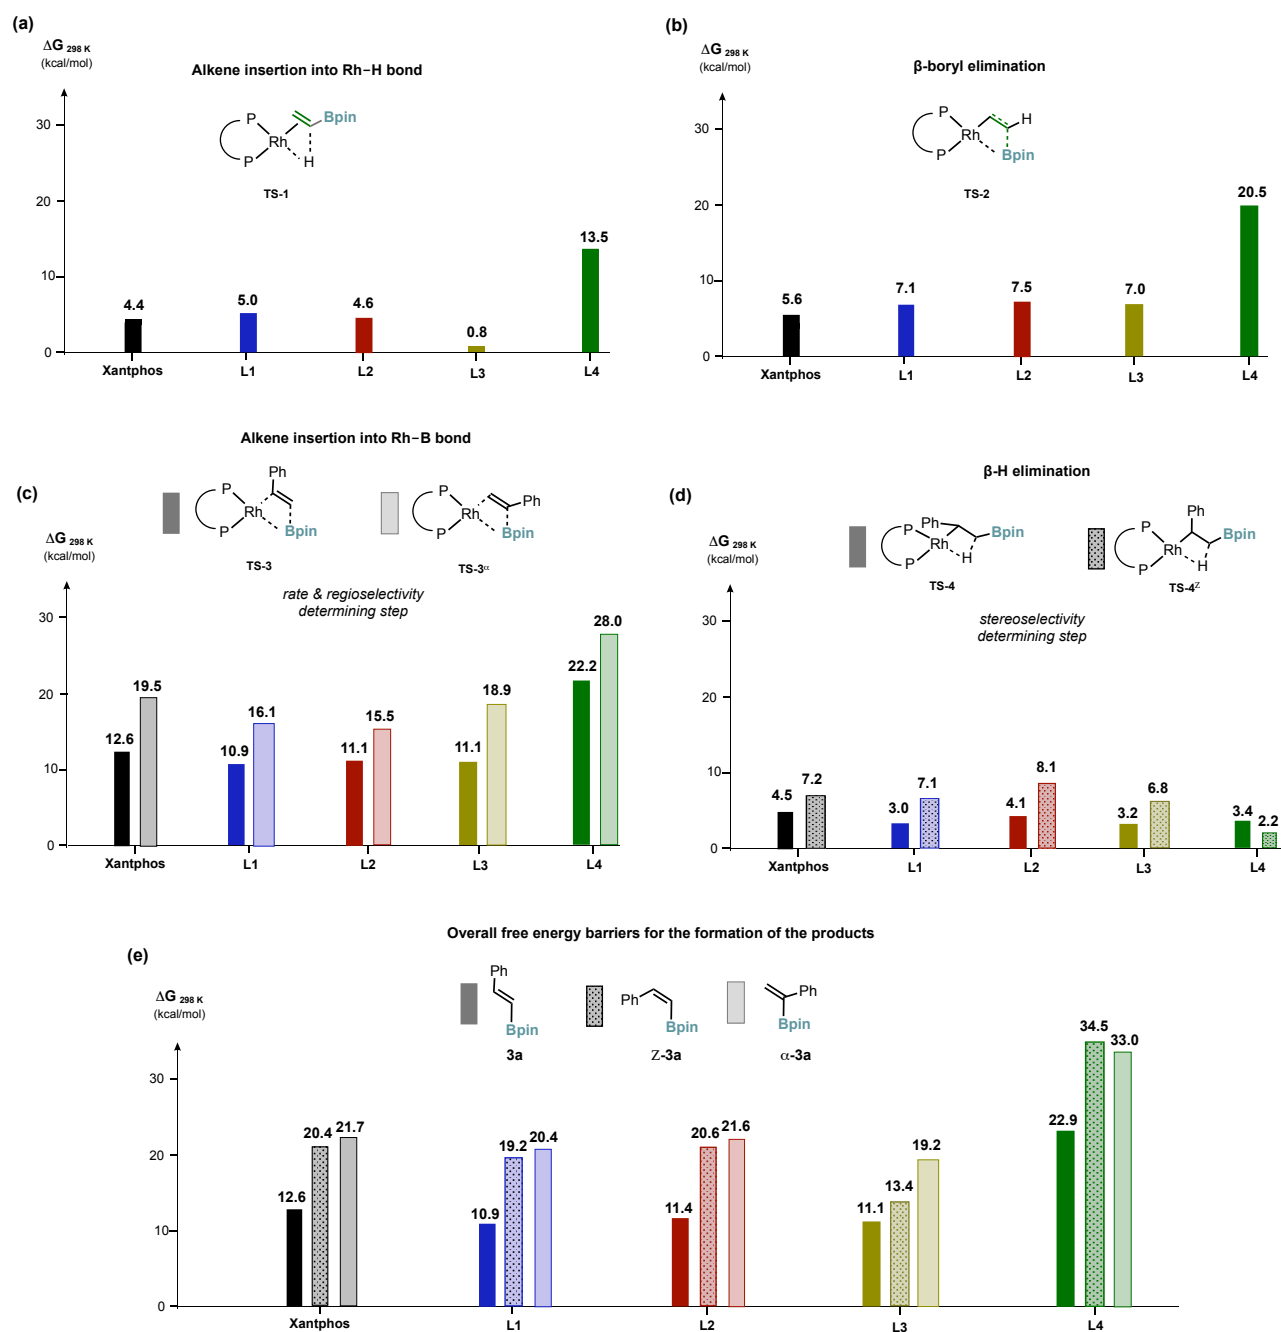 (a)
ΔG 298 K
(kcal/mol)
Alkene insertion into Rh–H bond
P
Rh
P
H
Bpin
TS-1
30
20
10
0
4.4
5.0
4.6
0.8
13.5
Xantphos
L1
L2
L3
L4
(b)
ΔG 298 K
(kcal/mol)
β-boryl elimination
P
Rh
P
H
Bpin
TS-2
30
20
10
0
5.6
7.1
7.5
7.0
20.5
Xantphos
L1
L2
L3
L4
Alkene insertion into Rh–B bond
(c)
Ph
P
Rh
P
Bpin
TS-3
P
Rh
P
Ph
Bpin
TS-3α
ΔG 298 K
(kcal/mol)
rate & regioselectivity
determining step
30
20
10
0
12.6
19.5
10.9
16.1
11.1
15.5
11.1
18.9
22.2
28.0
Xantphos
L1
L2
L3
L4
β-H elimination
(d)
Ph
P
Rh
P
H
Bpin
TS-4
Ph
P
Rh
P
H
Bpin
TS-4Z
ΔG 298 K
(kcal/mol)
stereoselectivity
determining step
30
20
10
0
4.5
7.2
3.0
7.1
4.1
8.1
3.2
6.8
3.4
2.2
Xantphos
L1
L2
L3
L4
Overall free energy barriers for the formation of the products
(e)
Ph
Bpin
3a
Ph
Bpin
Z-3a
Ph
Bpin
α-3a
ΔG 298 K
(kcal/mol)
30
20
10
0
12.6
20.4
21.7
10.9
19.2
20.4
11.4
20.6
21.6
11.1
13.4
19.2
22.9
34.5
33.0
Xantphos
L1
L2
L3
L4